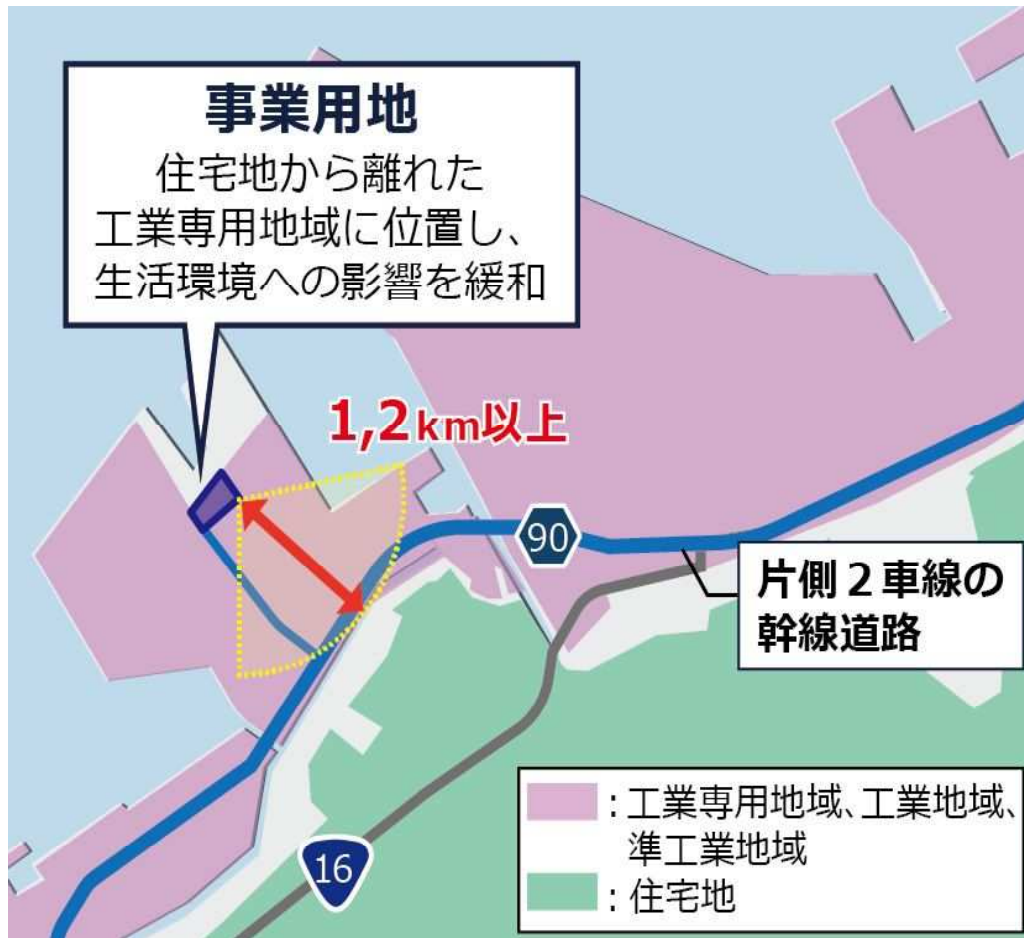 事業用地
住宅地から離れた
工業専用地域に位置し、
生活環境への影響を緩和
1,2km以上
90
片側２車線の
幹線道路
16
：工業専用地域、工業地域、
準工業地域
：住宅地